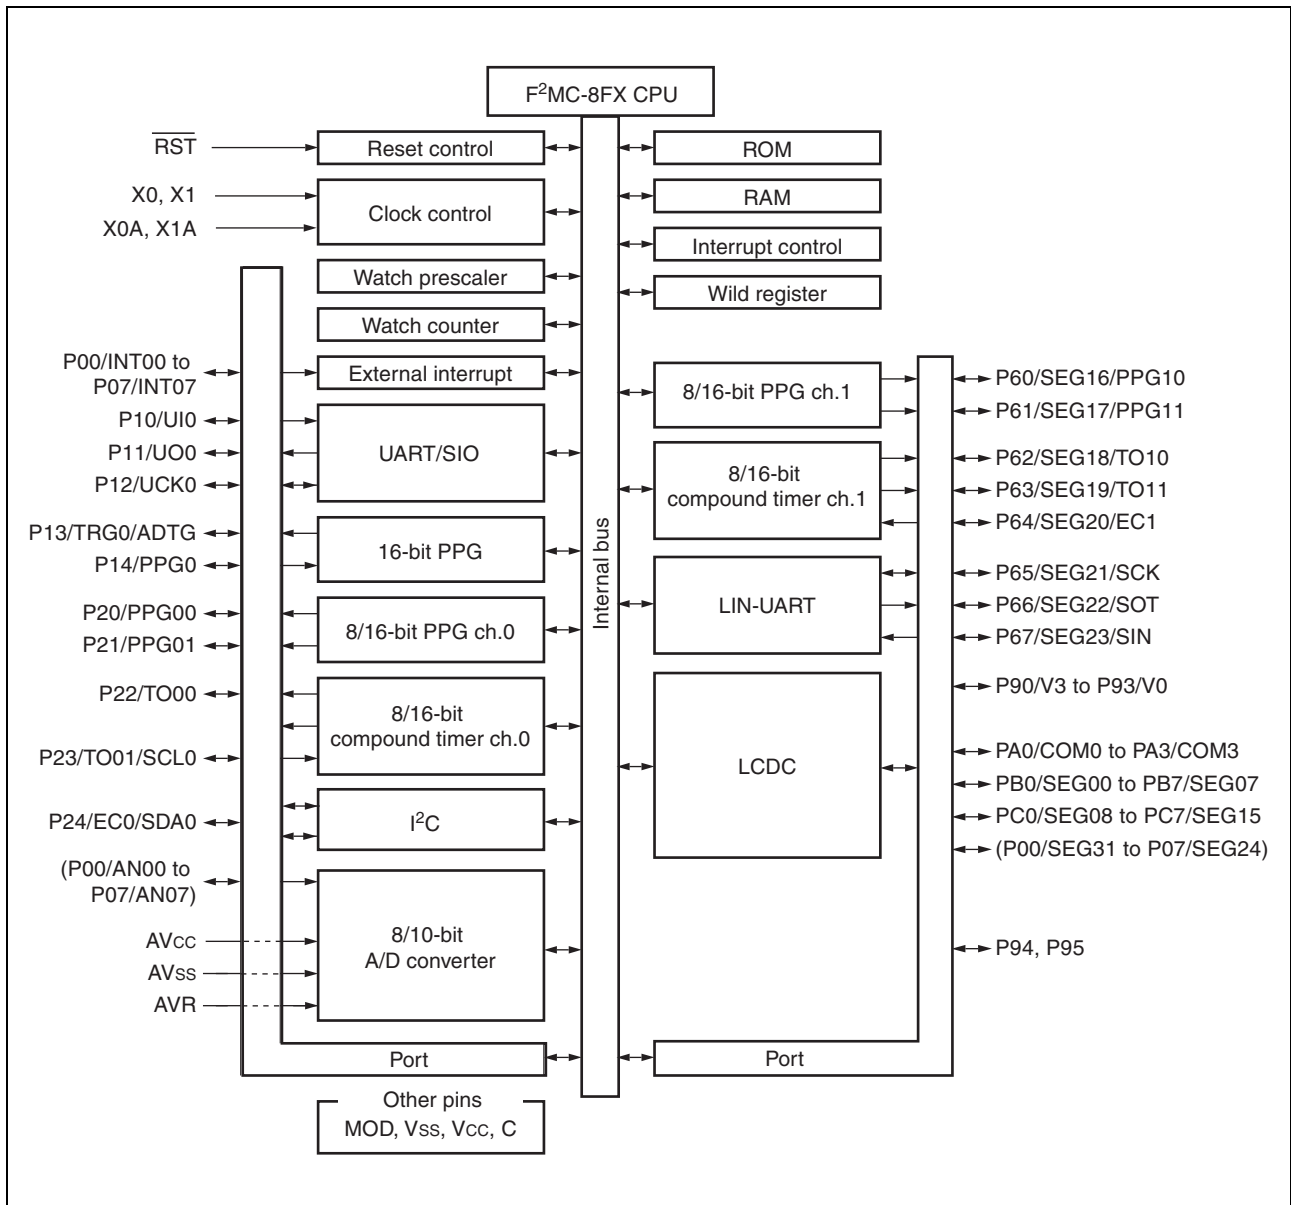 F²MC-8FX CPU
RST
Reset control
ROM
X0, X1
X0A, X1A
Clock control
RAM
Interrupt control
Watch prescaler
Wild register
Watch counter
P00/INT00 to
P07/INT07
External interrupt
P10/UI0
P11/UO0
P12/UCK0
UART/SIO
P13/TRG0/ADTG
P14/PPG0
16-bit PPG
P20/PPG00
P21/PPG01
8/16-bit PPG ch.0
P22/TO00
8/16-bit
compound timer ch.0
P23/TO01/SCL0
P24/EC0/SDA0
I²C
(P00/AN00 to
P07/AN07)
AVCC
AVSS
AVR
8/10-bit
A/D converter
Port
Other pins
MOD, VSS, VCC, C
Internal bus
8/16-bit PPG ch.1
P60/SEG16/PPG10
P61/SEG17/PPG11
8/16-bit
compound timer ch.1
P62/SEG18/TO10
P63/SEG19/TO11
P64/SEG20/EC1
LIN-UART
P65/SEG21/SCK
P66/SEG22/SOT
P67/SEG23/SIN
LCDC
P90/V3 to P93/V0
PA0/COM0 to PA3/COM3
PB0/SEG00 to PB7/SEG07
PC0/SEG08 to PC7/SEG15
(P00/SEG31 to P07/SEG24)
P94, P95
Port